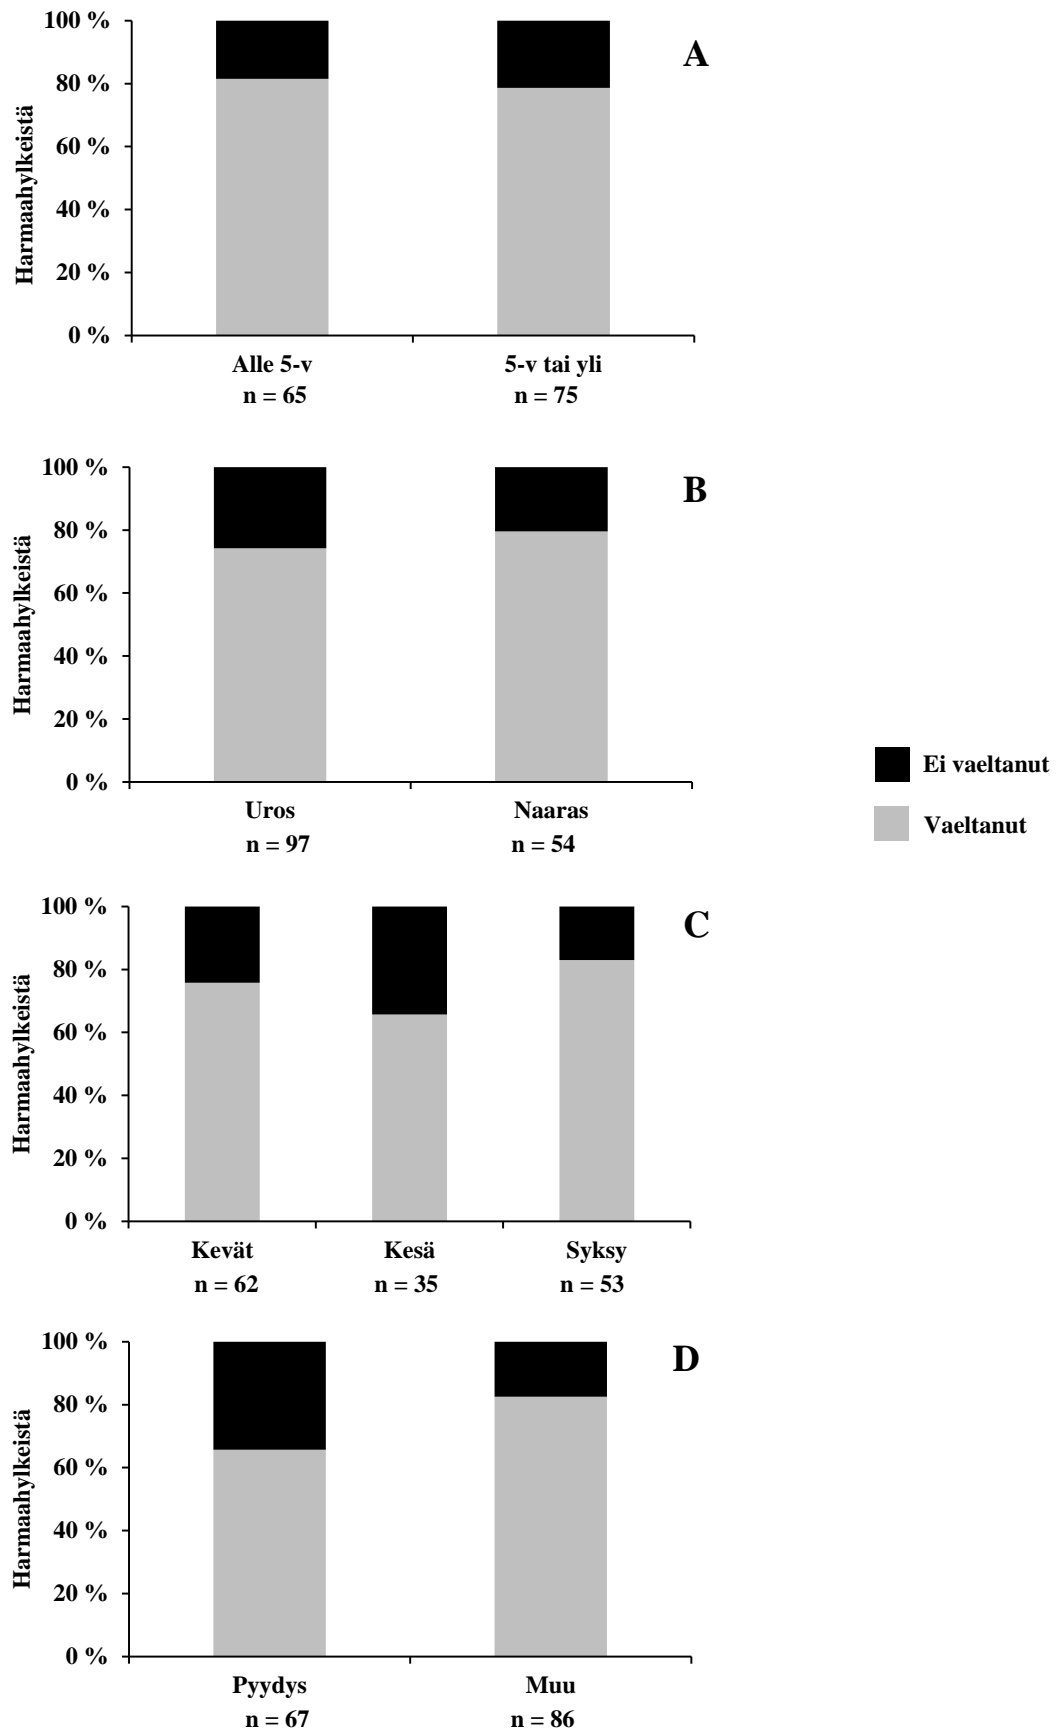 100 %
80 %
60 %
40 %
20 %
0 %
Harmaahylkeistä
A
Alle 5-v
n = 65
5-v tai yli
n = 75
100 %
80 %
60 %
40 %
20 %
0 %
Harmaahylkeistä
B
Uros
n = 97
Naaras
n = 54
Ei vaeltanut
Vaeltanut
100 %
80 %
60 %
40 %
20 %
0 %
Harmaahylkeistä
C
Kevät
n = 62
Kesä
n = 35
Syksy
n = 53
100 %
80 %
60 %
40 %
20 %
0 %
Harmaahylkeistä
D
Pyydys
n = 67
Muu
n = 86